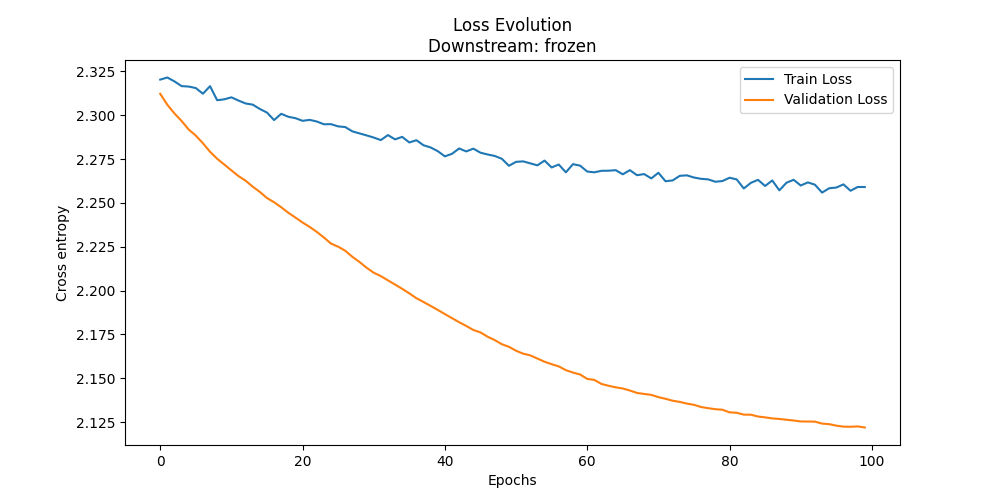 Loss Evolution
Downstream: frozen
Train Loss
Validation Loss
Cross entropy
2.325
2.300
2.275
2.250
2.225
2.200
2.175
2.150
2.125
0 20 40 60 80 100
Epochs